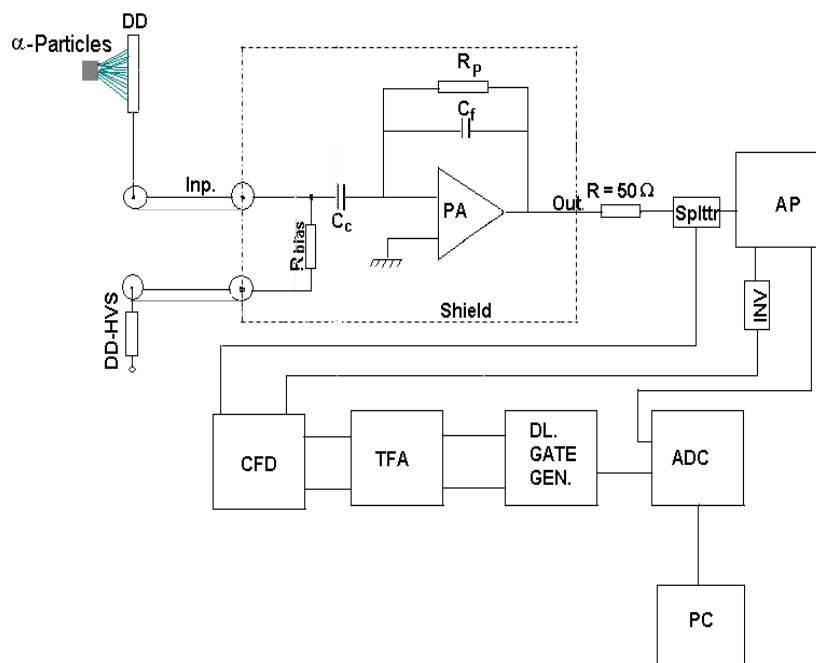 DD
α-Particles
Rp
Cf
Inp.
Cc
R bias
PA
Out.
R = 50 Ω
Splttr
AP
Shield
DD-HVS
INV
CFD
TFA
DL.
GATE
GEN.
ADC
PC